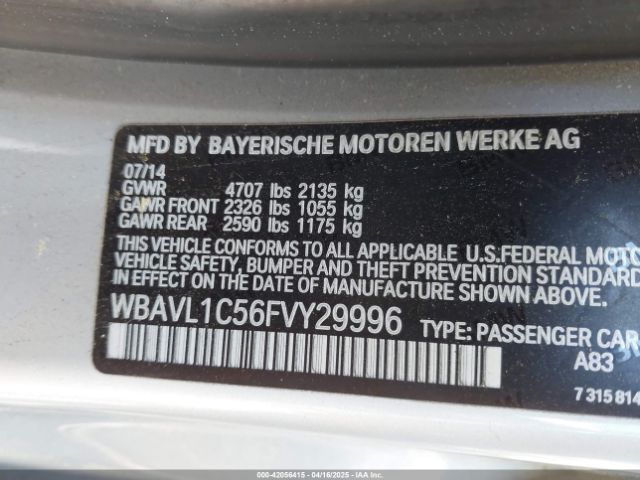 MFD BY BAYERISCHE MOTOREN WERKE AG
07/14
GVWR 4707 lbs 2135 kg
GAWR FRONT 2326 lbs 1055 kg
GAWR REAR 2590 lbs 1175 kg
THIS VEHICLE CONFORMS TO ALL APPLICABLE U.S.FEDERAL MOTO
VEHICLE SAFETY, BUMPER AND THEFT PREVENTION STANDARDS
IN EFFECT ON THE DATE OF MANUFACTURE SHOWN ABOVE.
WBAVL1C56FVY29996 TYPE: PASSENGER CAR
A83
7 315 814
000-42056415 - 04/16/2025 - IAAI.COM